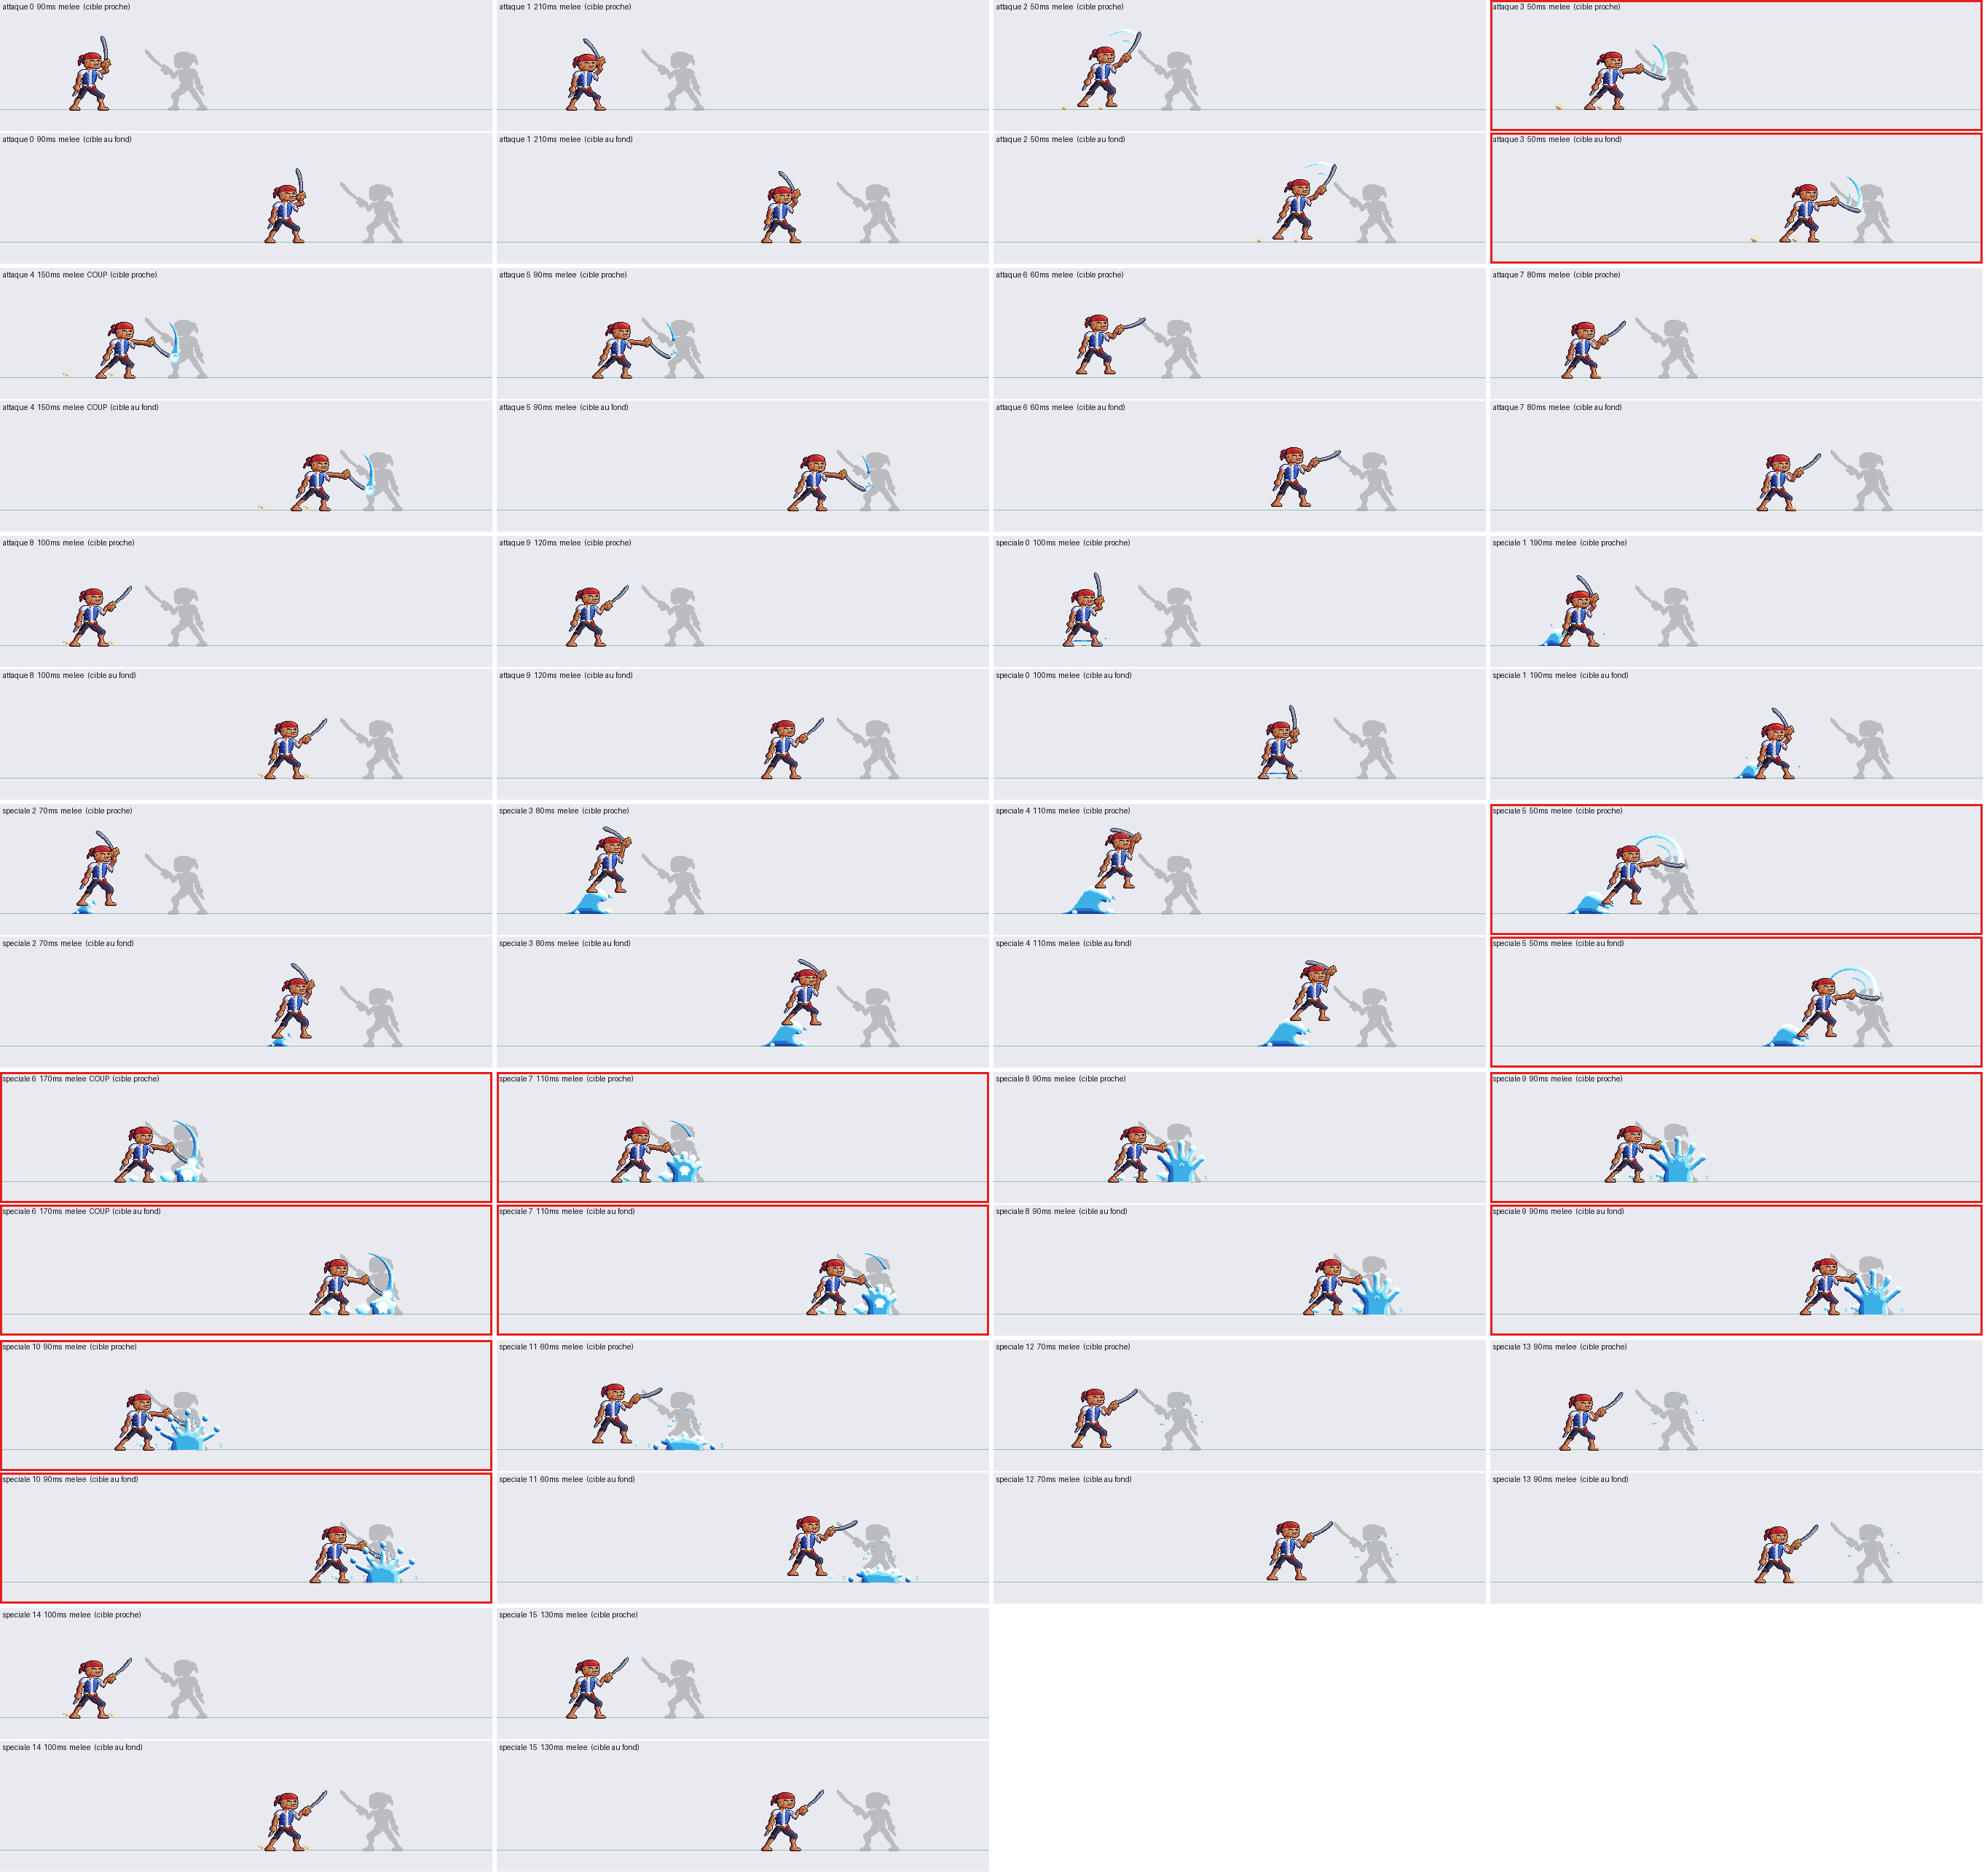 attaque 0 90ms melee (cible proche)
attaque 1 210ms melee (cible proche)
attaque 2 50ms melee (cible proche)
attaque 3 50ms melee (cible proche)
attaque 0 90ms melee (cible au fond)
attaque 1 210ms melee (cible au fond)
attaque 2 50ms melee (cible au fond)
attaque 3 50ms melee (cible au fond)
attaque 4 150ms melee COUP (cible proche)
attaque 5 90ms melee (cible proche)
attaque 6 60ms melee (cible proche)
attaque 7 80ms melee (cible proche)
attaque 4 150ms melee COUP (cible au fond)
attaque 5 90ms melee (cible au fond)
attaque 6 60ms melee (cible au fond)
attaque 7 80ms melee (cible au fond)
attaque 8 100ms melee (cible proche)
attaque 9 120ms melee (cible proche)
speciale 0 100ms melee (cible proche)
speciale 1 190ms melee (cible proche)
attaque 8 100ms melee (cible au fond)
attaque 9 120ms melee (cible au fond)
speciale 0 100ms melee (cible au fond)
speciale 1 190ms melee (cible au fond)
speciale 2 70ms melee (cible proche)
speciale 3 80ms melee (cible proche)
speciale 4 110ms melee (cible proche)
speciale 5 50ms melee (cible proche)
speciale 2 70ms melee (cible au fond)
speciale 3 80ms melee (cible au fond)
speciale 4 110ms melee (cible au fond)
speciale 5 50ms melee (cible au fond)
speciale 6 170ms melee COUP (cible proche)
speciale 7 110ms melee (cible proche)
speciale 8 90ms melee (cible proche)
speciale 9 90ms melee (cible proche)
speciale 6 170ms melee COUP (cible au fond)
speciale 7 110ms melee (cible au fond)
speciale 8 90ms melee (cible au fond)
speciale 9 90ms melee (cible au fond)
speciale 10 90ms melee (cible proche)
speciale 11 60ms melee (cible proche)
speciale 12 70ms melee (cible proche)
speciale 13 90ms melee (cible proche)
speciale 10 90ms melee (cible au fond)
speciale 11 60ms melee (cible au fond)
speciale 12 70ms melee (cible au fond)
speciale 13 90ms melee (cible au fond)
speciale 14 100ms melee (cible proche)
speciale 15 130ms melee (cible proche)
speciale 14 100ms melee (cible au fond)
speciale 15 130ms melee (cible au fond)